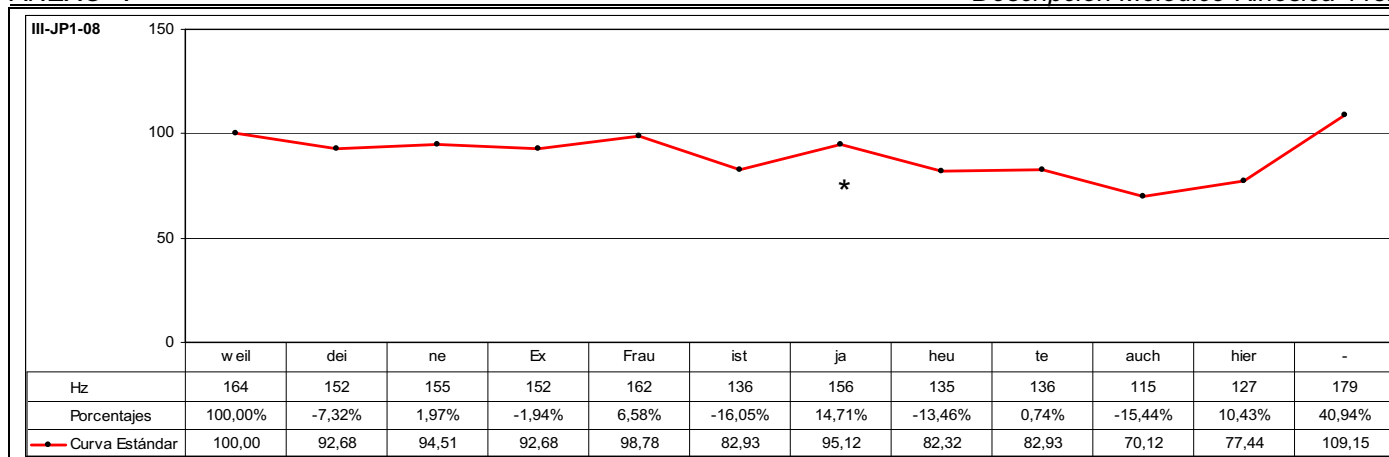 III-JP1-08
150
100
50
0
weil dei ne Ex Frau ist ja heu te auch hier -
Hz 164 152 155 152 162 136 156 135 136 115 127 179
Porcentajes 100,00% -7,32% 1,97% -1,94% 6,58% -16,05% 14,71% -13,46% 0,74% -15,44% 10,43% 40,94%
Curva Estándar 100,00 92,68 94,51 92,68 98,78 82,93 95,12 82,32 82,93 70,12 77,44 109,15
*